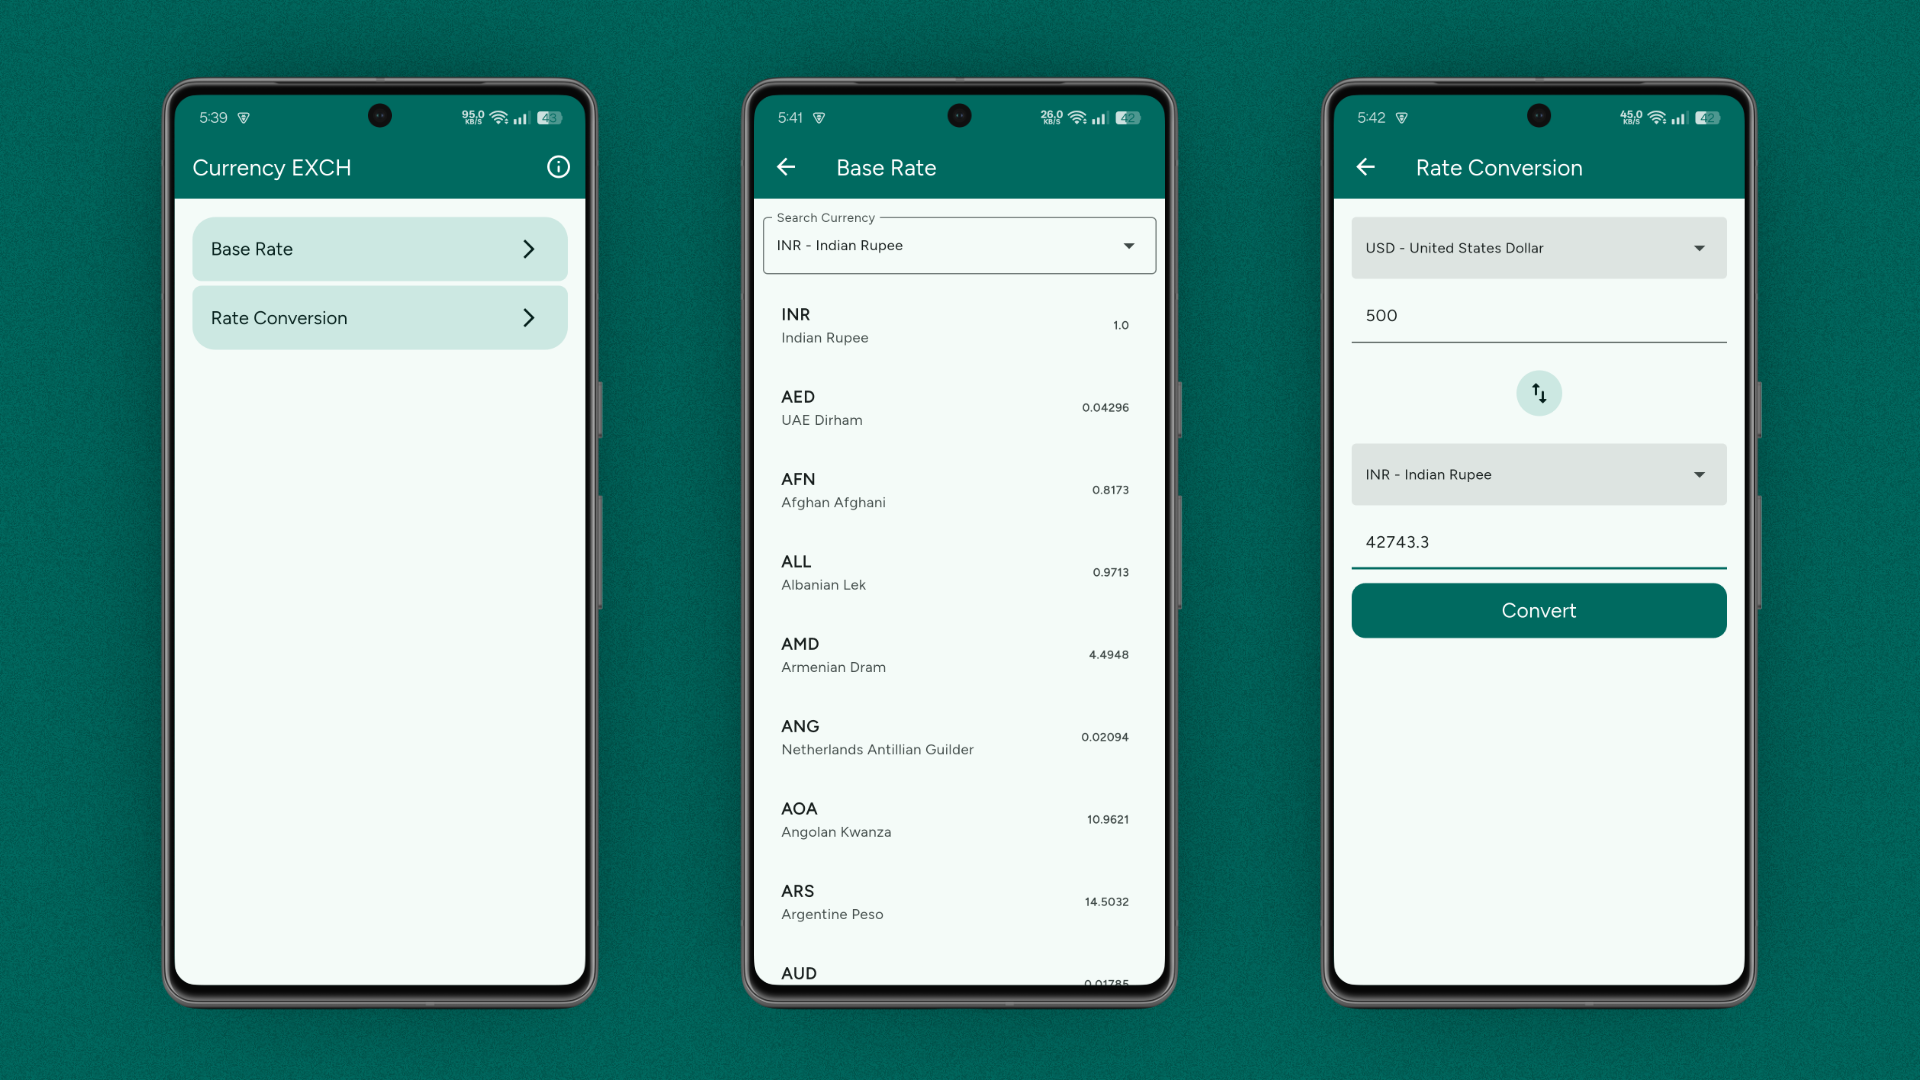 5:39
95.0
KB/S
43
Currency EXCH
Base Rate
Rate Conversion
5:41
26.0
KB/S
42
Base Rate
Search Currency
INR - Indian Rupee
INR
1.0
Indian Rupee
AED
0.04296
UAE Dirham
AFN
0.8173
Afghan Afghani
ALL
0.9713
Albanian Lek
AMD
4.4948
Armenian Dram
ANG
0.02094
Netherlands Antillian Guilder
AOA
10.9621
Angolan Kwanza
ARS
14.5032
Argentine Peso
AUD
0.01785
5:42
45.0
KB/S
42
Rate Conversion
USD - United States Dollar
500
INR - Indian Rupee
42743.3
Convert